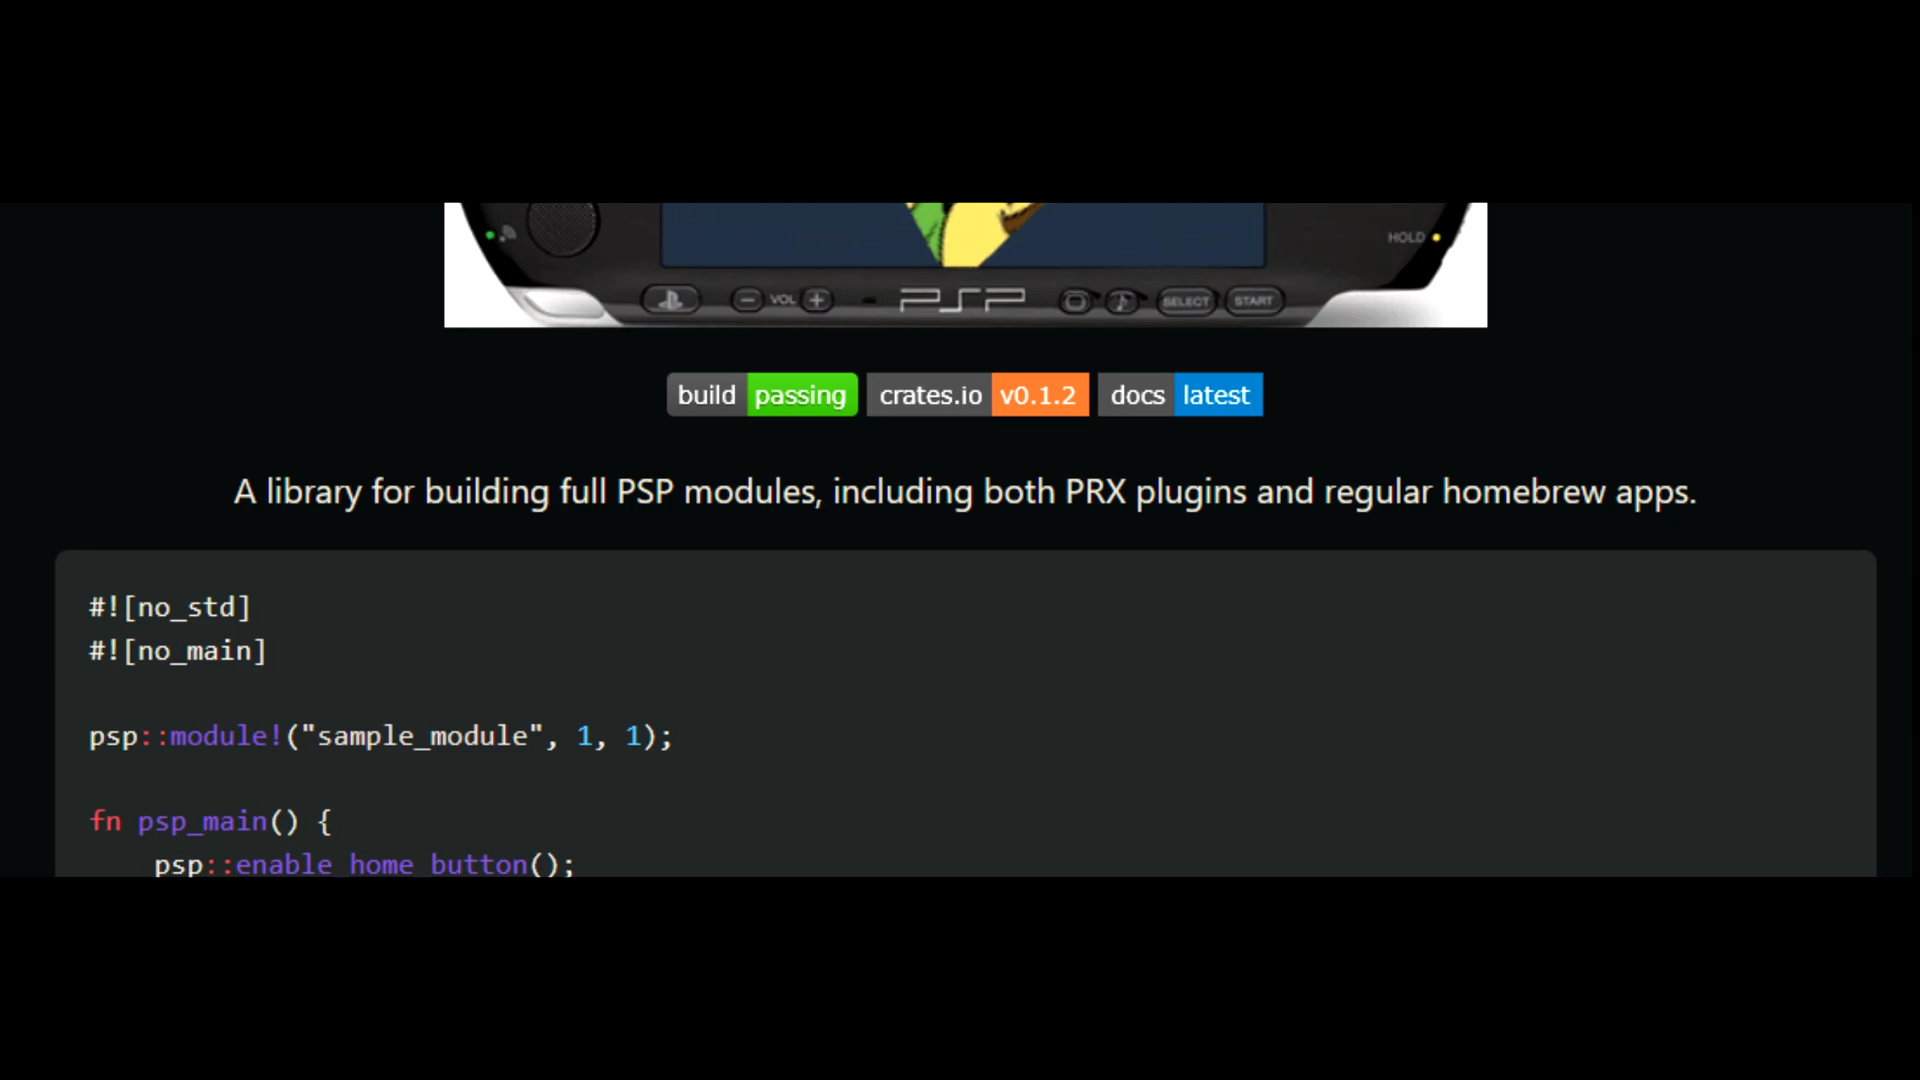 HOLD
VOL PSP SELECT START
build passing crates.io v0.1.2 docs latest
A library for building full PSP modules, including both PRX plugins and regular homebrew apps.
#![no_std]
#![no_main]
psp::module!("sample_module", 1, 1);
fn psp_main() {
psp::enable_home_button();